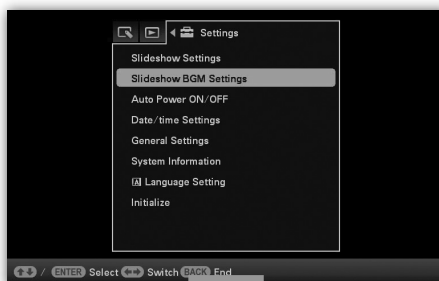 Settings
Slideshow Settings
Slideshow BGM Settings
Auto Power ON/OFF
Date/time Settings
General Settings
System Information
A Language Setting
Initialize
/ ENTER Select Switch BACK End